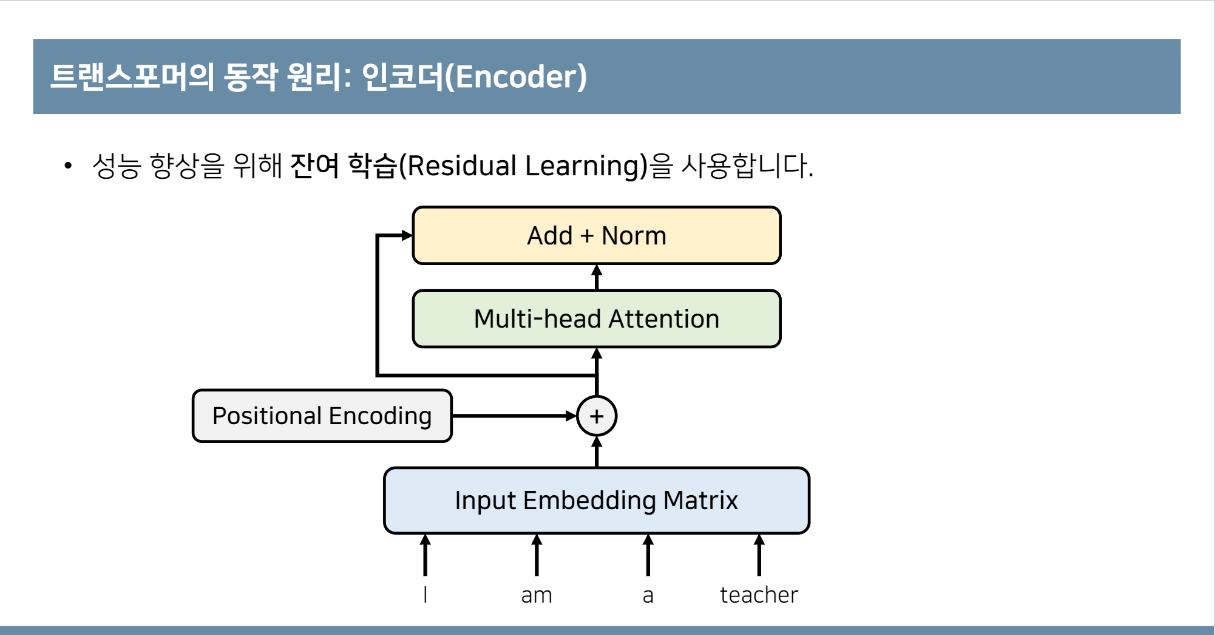 트랜스포머의 동작 원리: 인코더(Encoder)
• 성능 향상을 위해 잔여 학습(Residual Learning)을 사용합니다.
Add + Norm
Multi-head Attention
Positional Encoding
+
Input Embedding Matrix
I am a teacher